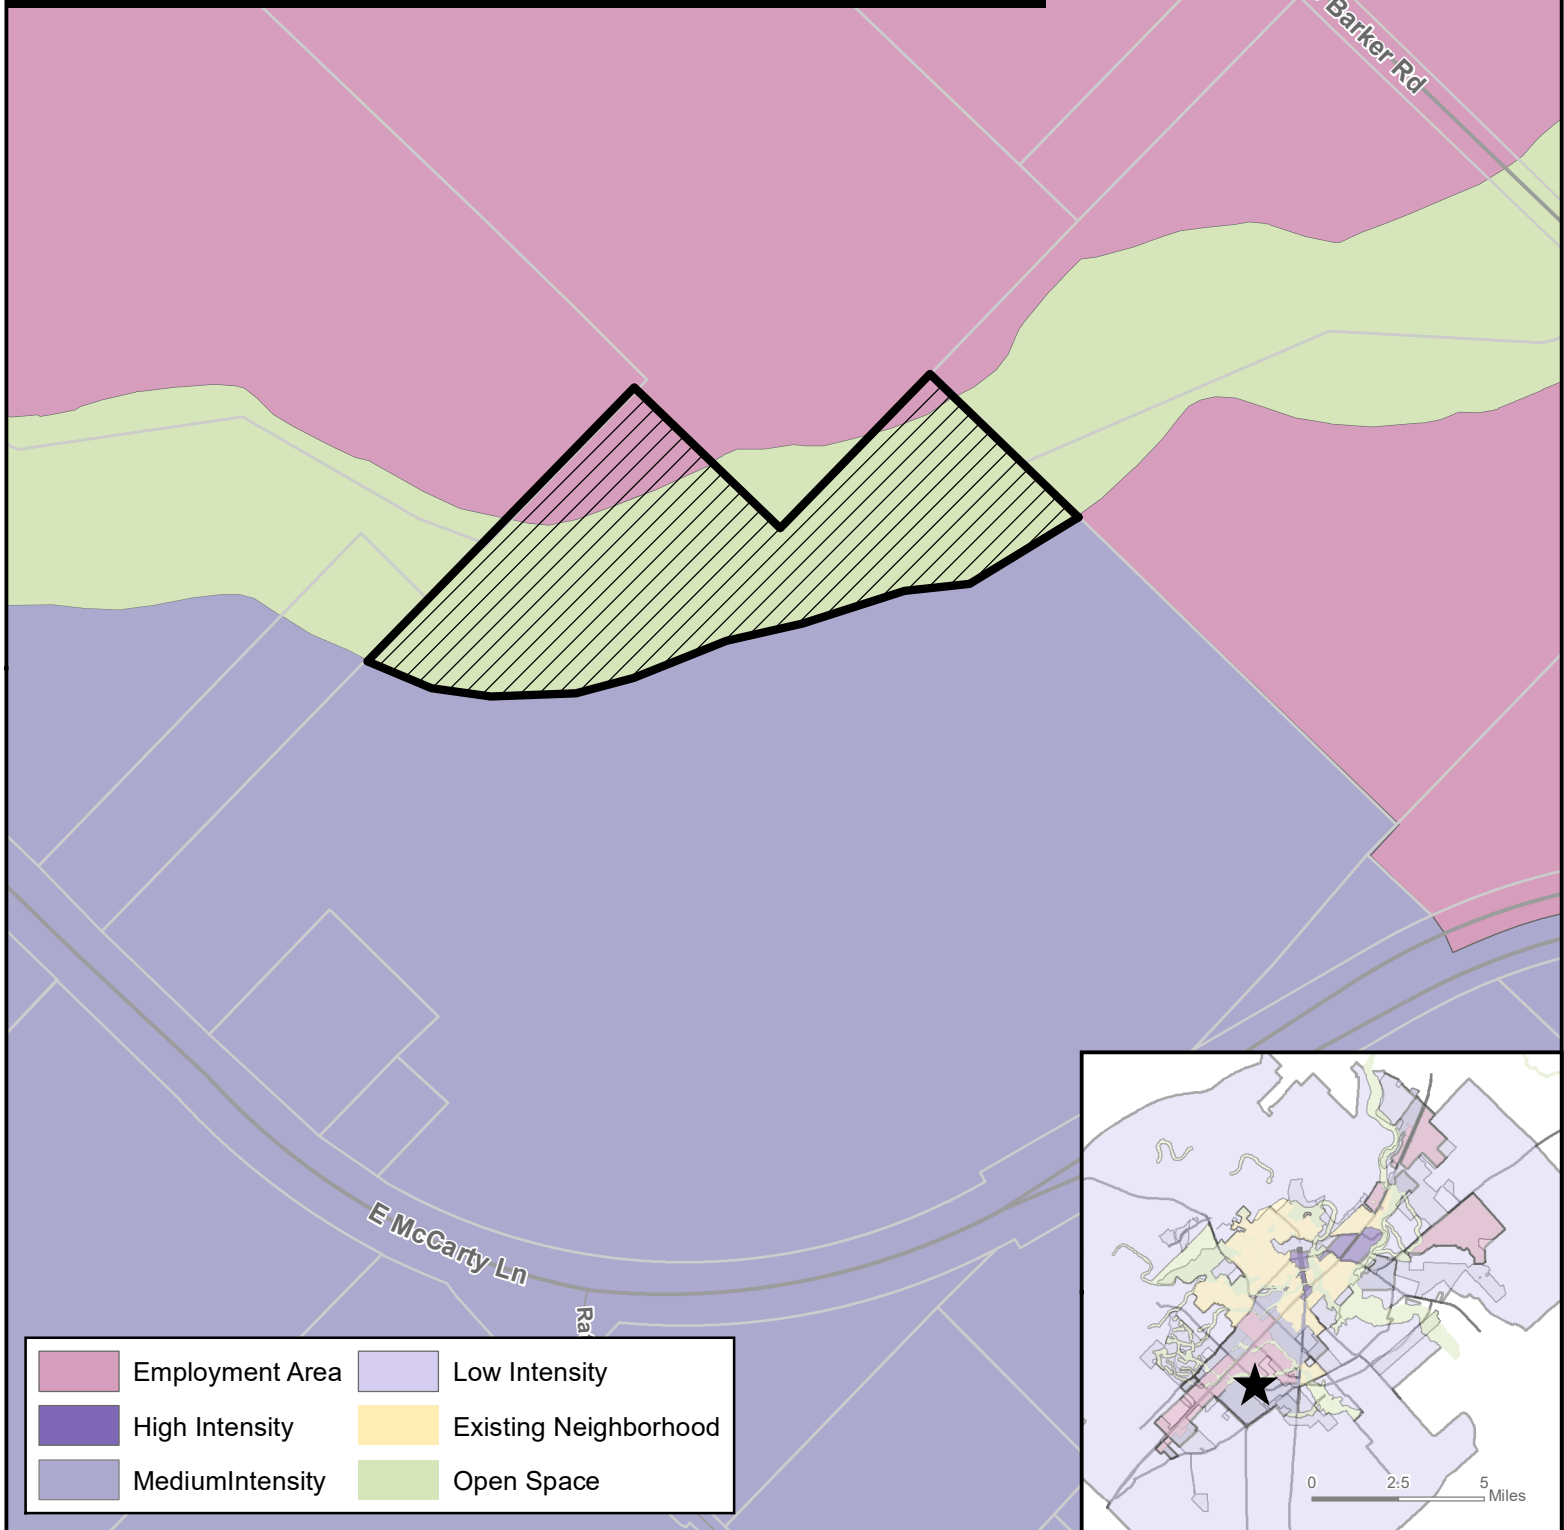 Barker Rd
E McCarty Ln
Ra
Employment Area
High Intensity
MediumIntensity
Low Intensity
Existing Neighborhood
Open Space
0 2.5 5
Miles